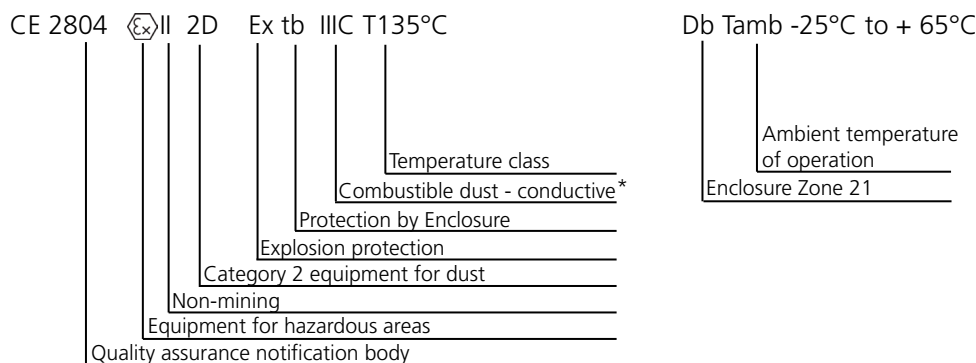 CE 2804 Ex II 2D Ex tb IIIC T135°C Db Tamb -25°C to + 65°C
Ambient temperature
of operation
Temperature class
Combustible dust - conductive*
Enclosure Zone 21
Protection by Enclosure
Explosion protection
Category 2 equipment for dust
Non-mining
Equipment for hazardous areas
Quality assurance notification body